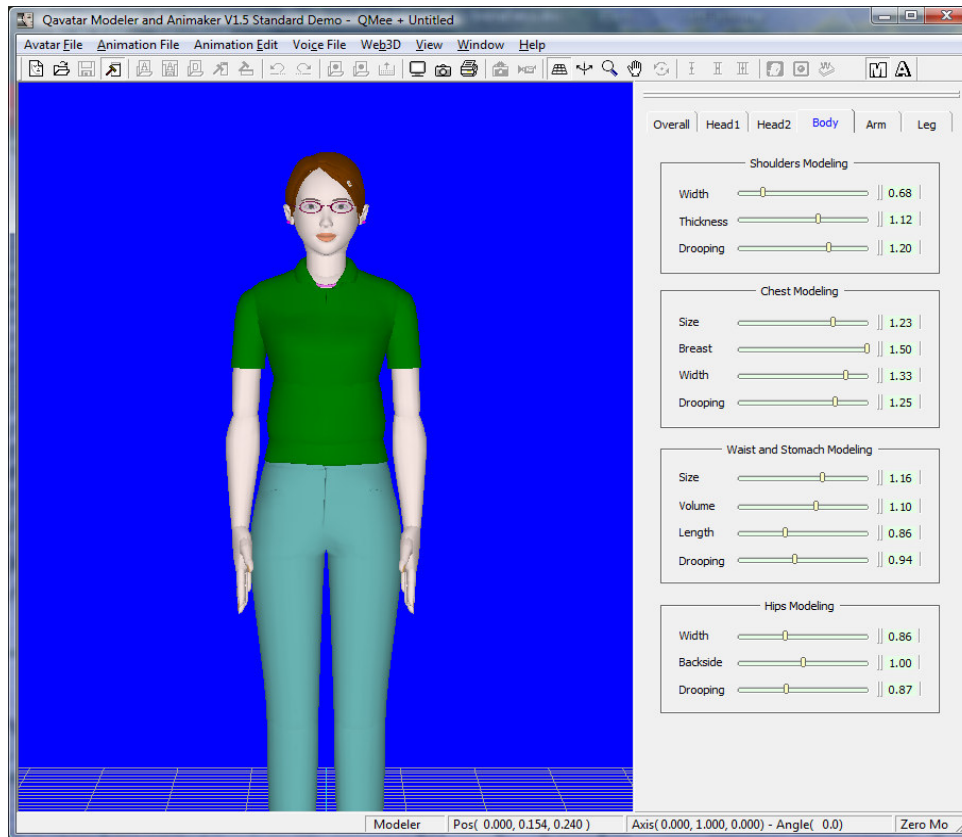 Qavatar Modeler and Animaker V1.5 Standard Demo - QMee + Untitled
Avatar File Animation File Animation Edit Voice File Web3D View Window Help
M A
Overall Head1 Head2 Body Arm Leg
Shoulders Modeling
Width 0.68
Thickness 1.12
Drooping 1.20
Chest Modeling
Size 1.23
Breast 1.50
Width 1.33
Drooping 1.25
Waist and Stomach Modeling
Size 1.16
Volume 1.10
Length 0.86
Drooping 0.94
Hips Modeling
Width 0.86
Backside 1.00
Drooping 0.87
Modeler Pos( 0.000, 0.154, 0.240 ) Axis( 0.000, 1.000, 0.000) - Angle( 0.0) Zero Mo